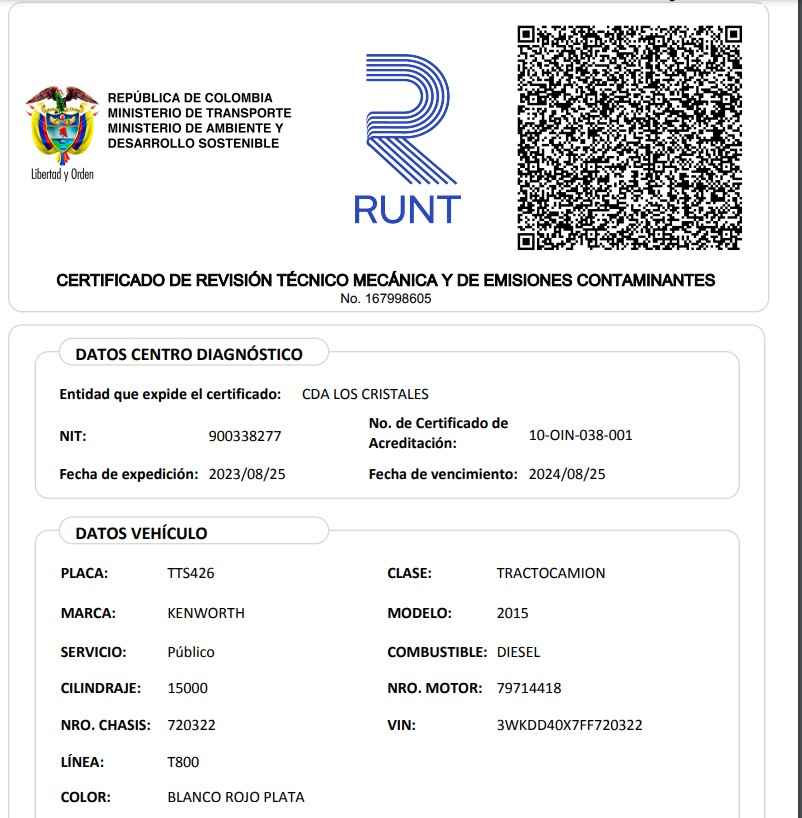 REPÚBLICA DE COLOMBIA
MINISTERIO DE TRANSPORTE
MINISTERIO DE AMBIENTE Y
DESARROLLO SOSTENIBLE
Libertad y Orden
RUNT
CERTIFICADO DE REVISIÓN TÉCNICO MECÁNICA Y DE EMISIONES CONTAMINANTES
No. 167998605
DATOS CENTRO DIAGNÓSTICO
Entidad que expide el certificado: CDA LOS CRISTALES
NIT: 900338277 No. de Certificado de Acreditación: 10-OIN-038-001
Fecha de expedición: 2023/08/25 Fecha de vencimiento: 2024/08/25
DATOS VEHÍCULO
PLACA: TTS426 CLASE: TRACTOCAMION
MARCA: KENWORTH MODELO: 2015
SERVICIO: Público COMBUSTIBLE: DIESEL
CILINDRAJE: 15000 NRO. MOTOR: 79714418
NRO. CHASIS: 720322 VIN: 3WKDD40X7FF720322
LÍNEA: T800
COLOR: BLANCO ROJO PLATA